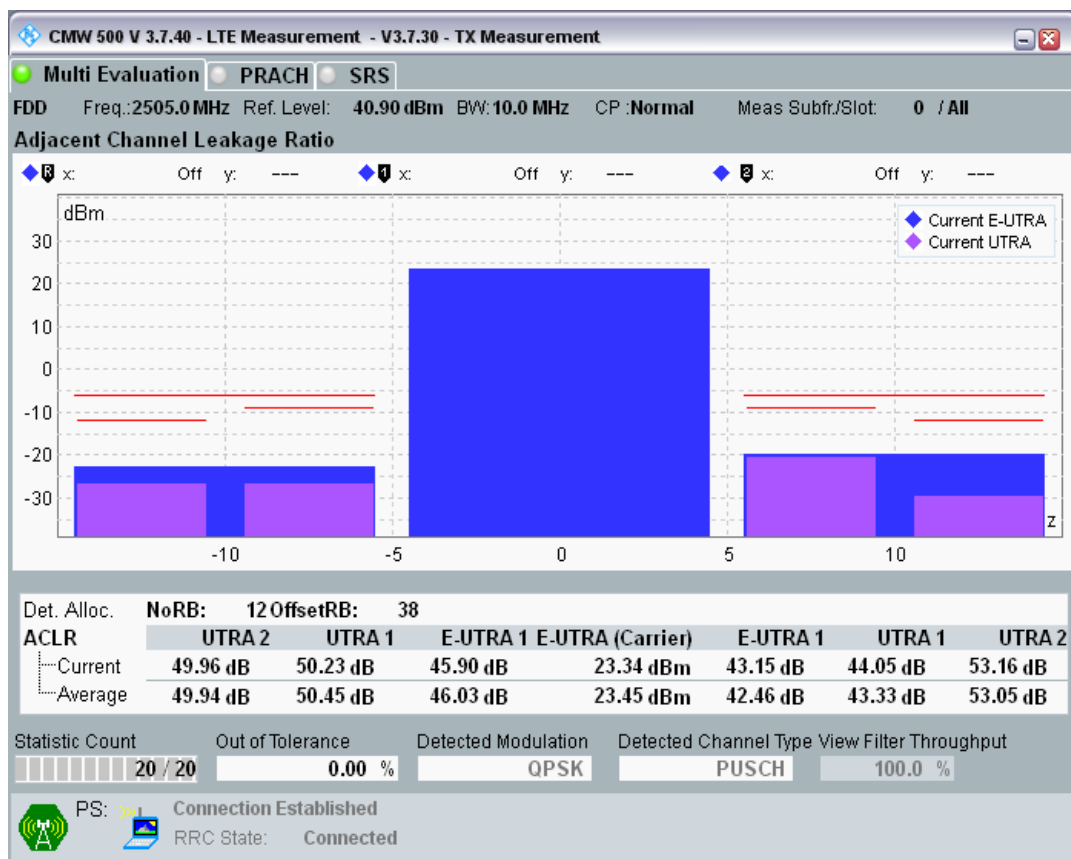 CMW 500 V 3.7.40 - LTE Measurement - V3.7.30 - TX Measurement
Multi Evaluation PRACH SRS
FDD Freq.:2505.0 MHz Ref. Level: 40.90 dBm BW: 10.0 MHz CP :Normal Meas Subfr./Slot: 0 / All
Adjacent Channel Leakage Ratio
R x: Off y: --- 1 x: Off y: --- 2 x: Off y: ---
dBm
Current E-UTRA
Current UTRA
30
20
10
0
-10
-20
-30
z
-10 -5 0 5 10
Det. Alloc. NoRB: 12 OffsetRB: 38
ACLR UTRA 2 UTRA 1 E-UTRA 1 E-UTRA (Carrier) E-UTRA 1 UTRA 1 UTRA 2
Current 49.96 dB 50.23 dB 45.90 dB 23.34 dBm 43.15 dB 44.05 dB 53.16 dB
Average 49.94 dB 50.45 dB 46.03 dB 23.45 dBm 42.46 dB 43.33 dB 53.05 dB
Statistic Count Out of Tolerance Detected Modulation Detected Channel Type View Filter Throughput
20 / 20 0.00 % QPSK PUSCH 100.0 %
PS: Connection Established
RRC State: Connected